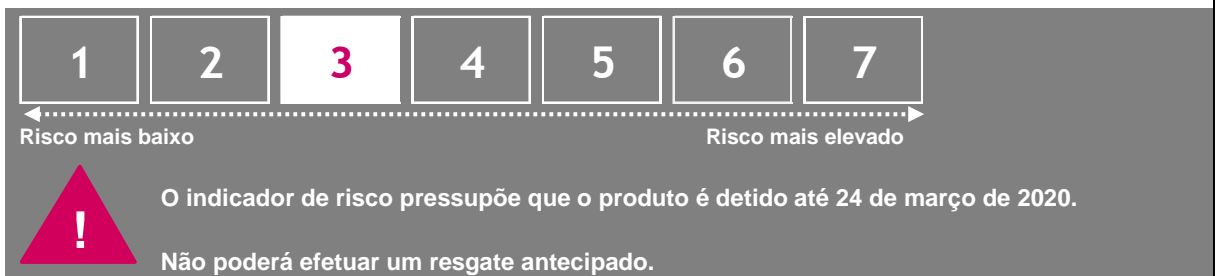 1 2 3 4 5 6 7
Risco mais baixo Risco mais elevado
! O indicador de risco pressupõe que o produto é detido até 24 de março de 2020.
Não poderá efetuar um resgate antecipado.